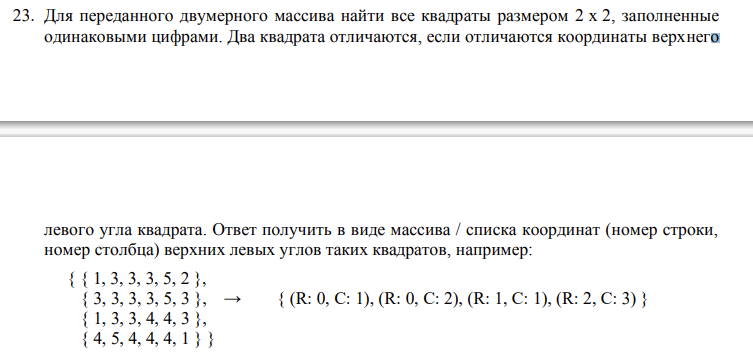 23. Для переданного двумерного массива найти все квадраты размером 2 x 2, заполненные
одинаковыми цифрами. Два квадрата отличаются, если отличаются координаты верхнего
левого угла квадрата. Ответ получить в виде массива / списка координат (номер строки,
номер столбца) верхних левых углов таких квадратов, например:
{ { 1, 3, 3, 3, 5, 2 },
{ 3, 3, 3, 3, 5, 3 }, → { (R: 0, C: 1), (R: 0, C: 2), (R: 1, C: 1), (R: 2, C: 3) }
{ 1, 3, 3, 4, 4, 3 },
{ 4, 5, 4, 4, 4, 1 } }